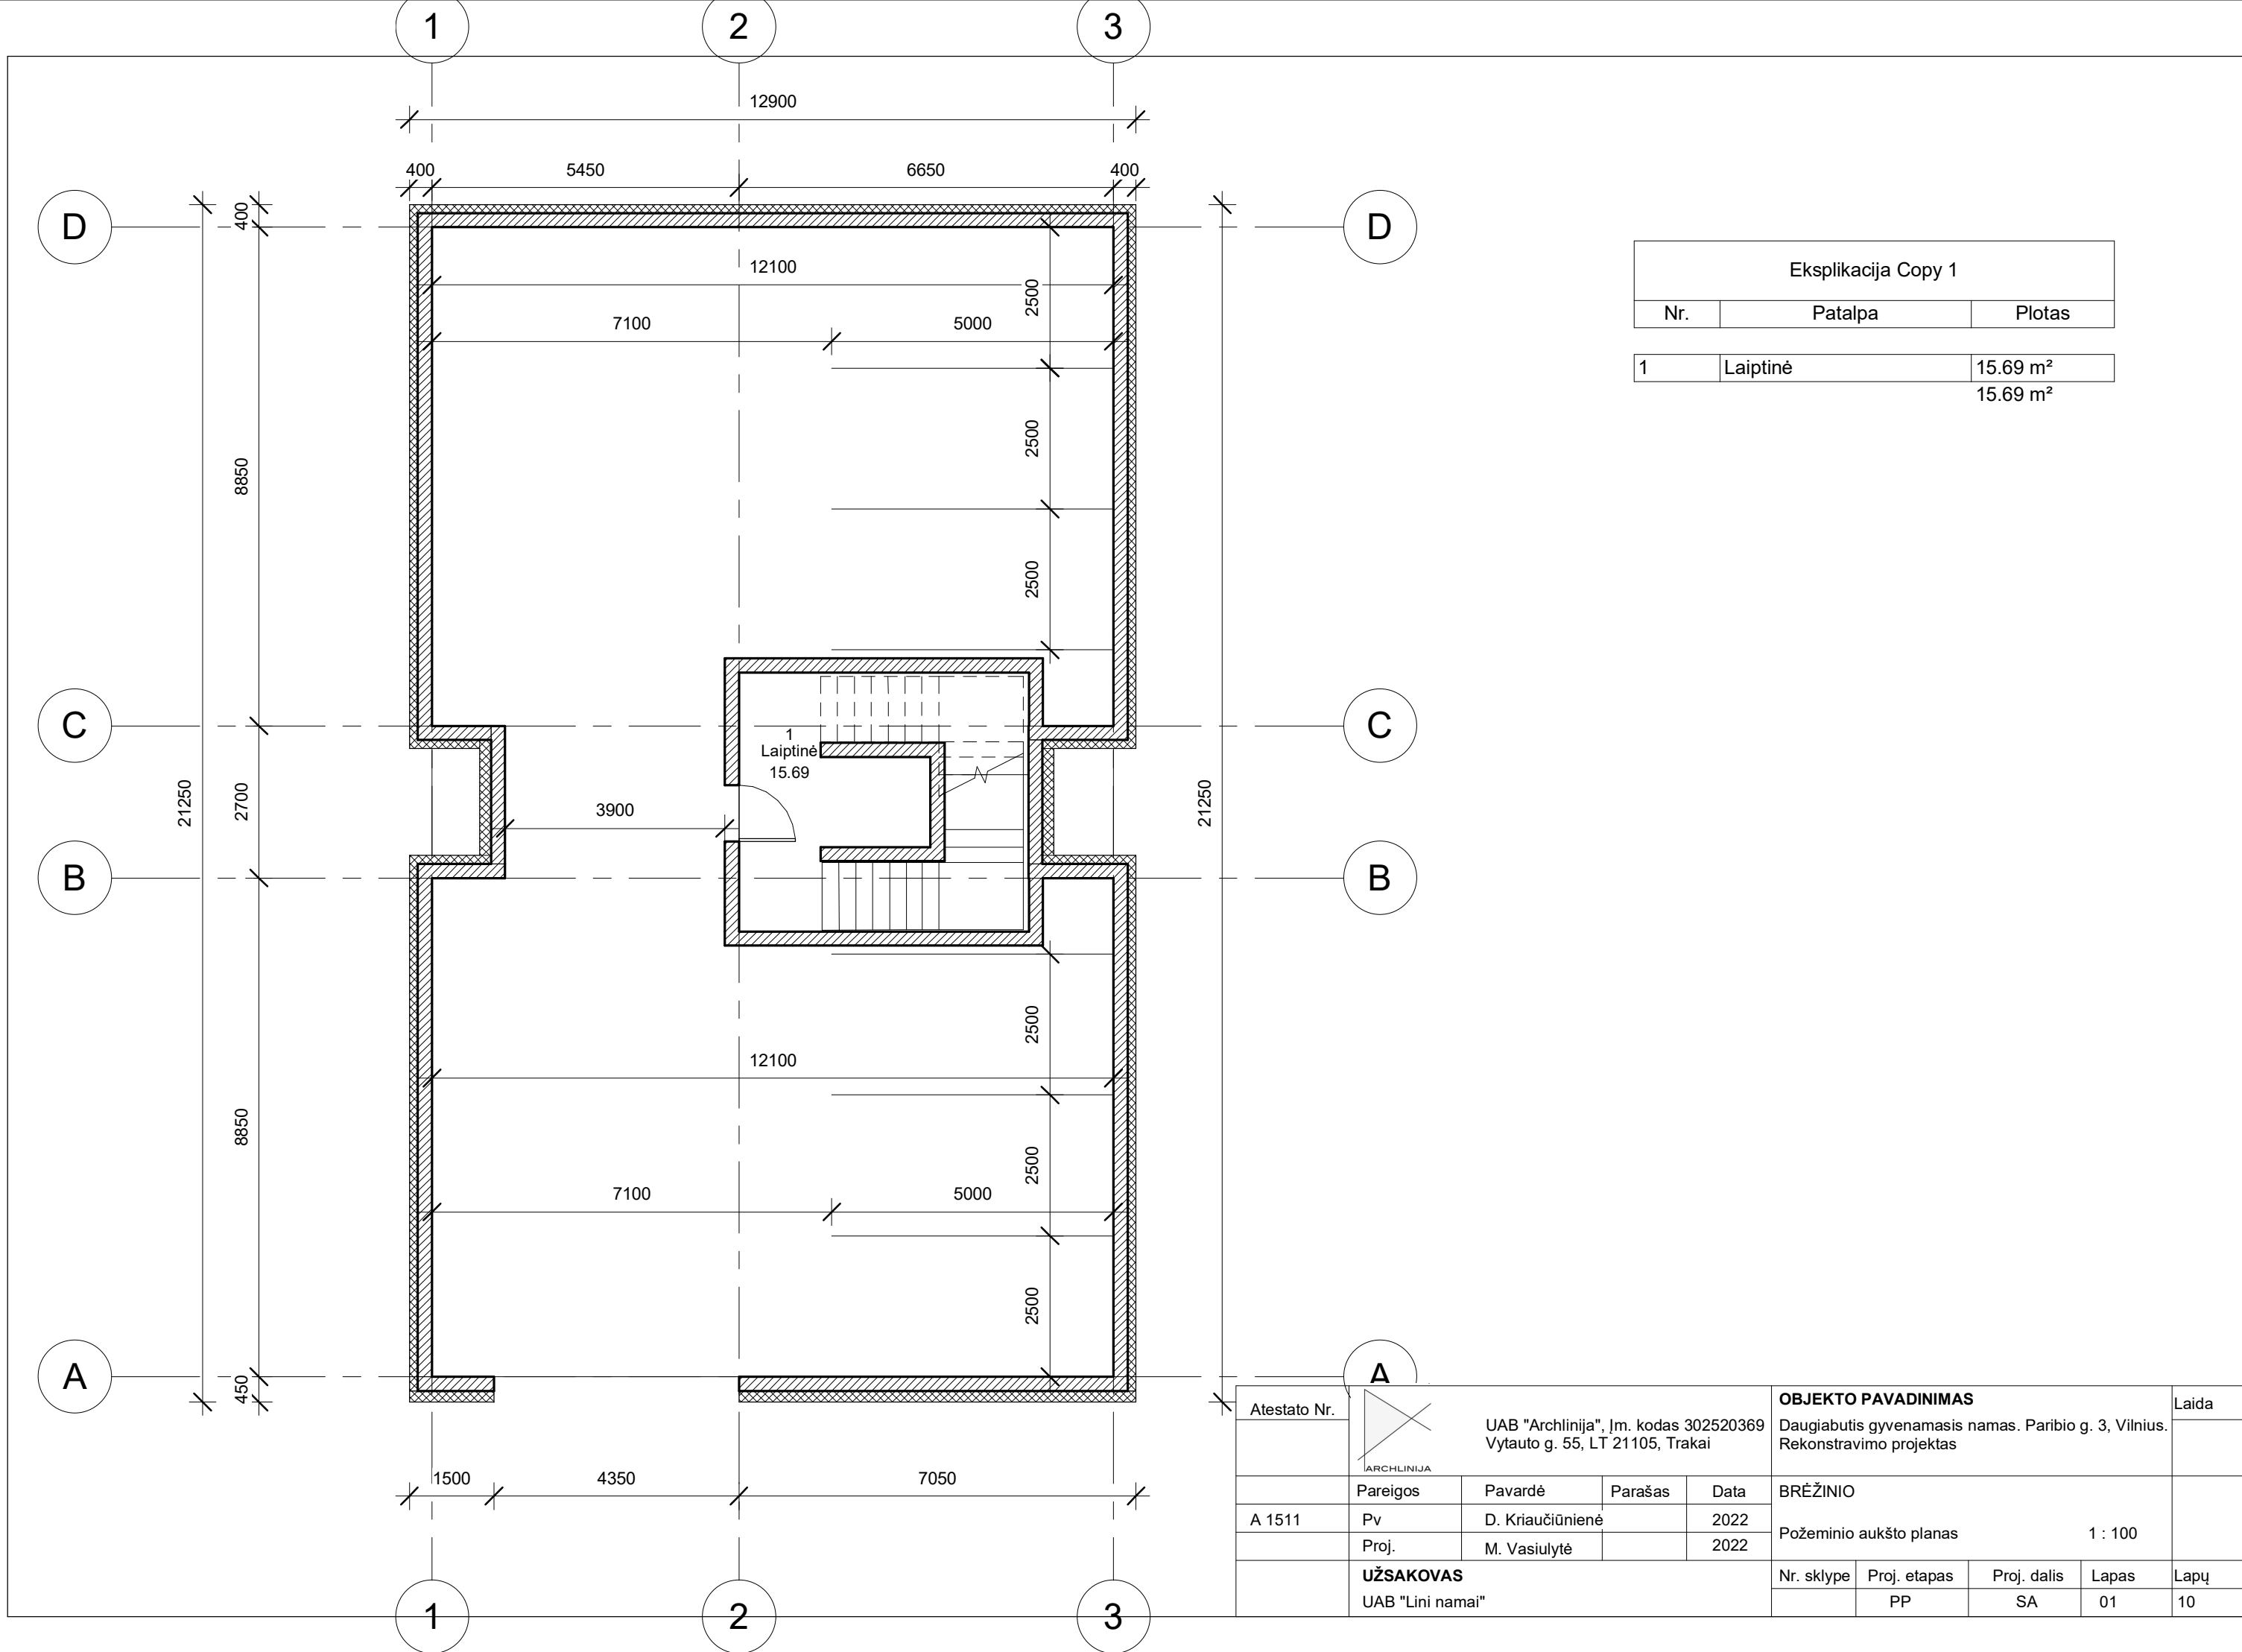 1 2 3
12900
400 5450 6650 400
D D
400
12100
2500
7100 5000
8850
2500
2500
C C
1
Laiptinė
15.69
21250
2700
3900
21250
B B
2500
12100
8850
2500
7100 5000
2500
A A
450
1500 4350 7050
1 2 3
Eksplikacija Copy 1
Nr. Patalpa Plotas
1 Laiptinė 15.69 m²
15.69 m²
Atestato Nr.
ARCHLINIJA
UAB "Archlinija", Įm. kodas 302520369
Vytauto g. 55, LT 21105, Trakai
OBJEKTO PAVADINIMAS
Daugiabutis gyvenamasis namas. Paribio g. 3, Vilnius.
Rekonstravimo projektas
Laida
Pareigos Pavardė Parašas Data
A 1511 Pv D. Kriaučiūnienė 2022
Proj. M. Vasiulytė 2022
BRĖŽINIO
Požeminio aukšto planas 1 : 100
UŽSAKOVAS
UAB "Lini namai"
Nr. sklype Proj. etapas Proj. dalis Lapas Lapų
PP SA 01 10